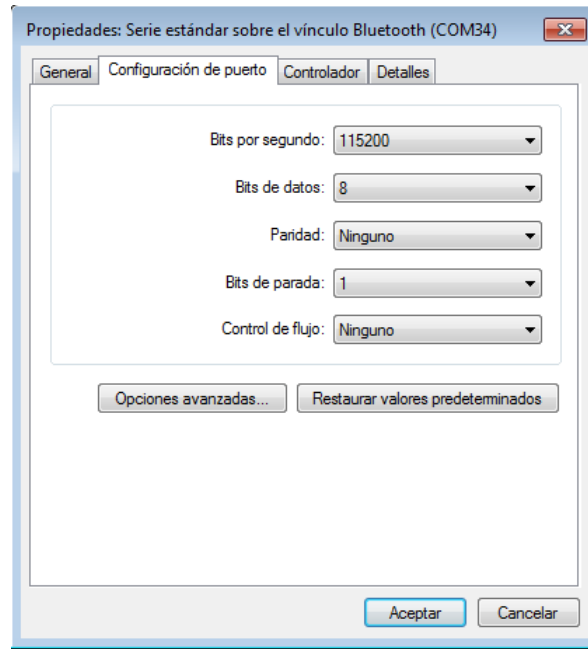 Propiedades: Serie estándar sobre el vínculo Bluetooth (COM34)
General Configuración de puerto Controlador Detalles
Bits por segundo: 115200
Bits de datos: 8
Paridad: Ninguno
Bits de parada: 1
Control de flujo: Ninguno
Opciones avanzadas... Restaurar valores predeterminados
Aceptar Cancelar